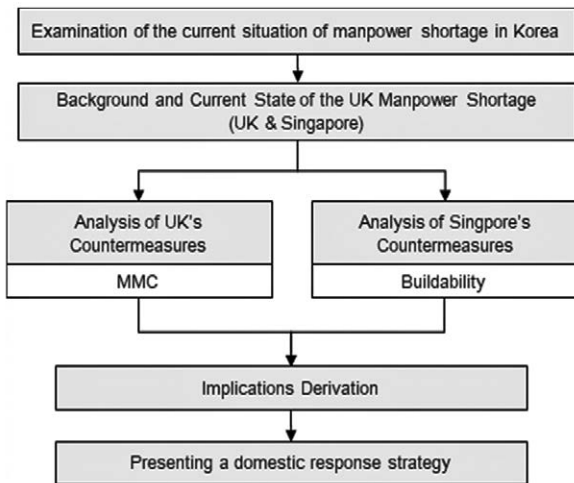 Examination of the current situation of manpower shortage in Korea
Background and Current State of the UK Manpower Shortage
(UK & Singapore)
Analysis of UK's
Countermeasures
MMC
Analysis of Singpore's
Countermeasures
Buildability
Implications Derivation
Presenting a domestic response strategy